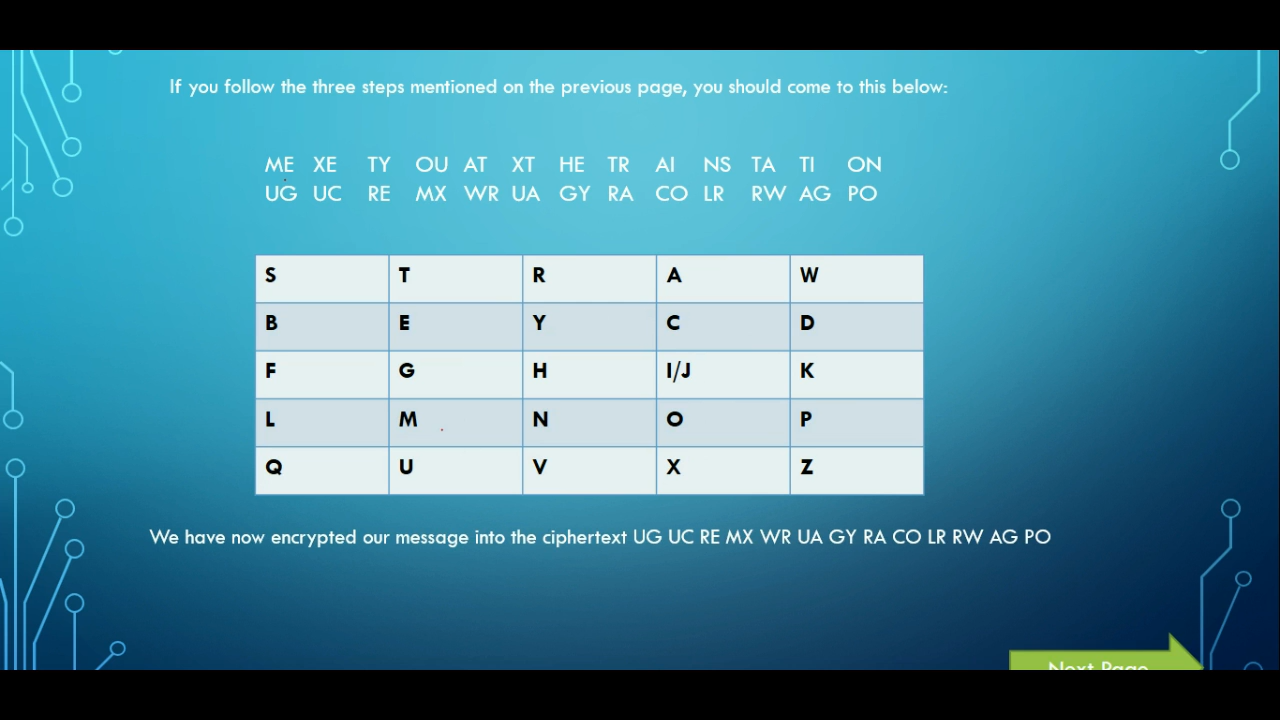 If you follow the three steps mentioned on the previous page, you should come to this below:
ME XE TY OU AT XT HE TR AI NS TA TI ON
UG UC RE MX WR UA GY RA CO LR RW AG PO
S T R A W
B E Y C D
F G H I/J K
L M N O P
Q U V X Z
We have now encrypted our message into the ciphertext UG UC RE MX WR UA GY RA CO LR RW AG PO
Next Page